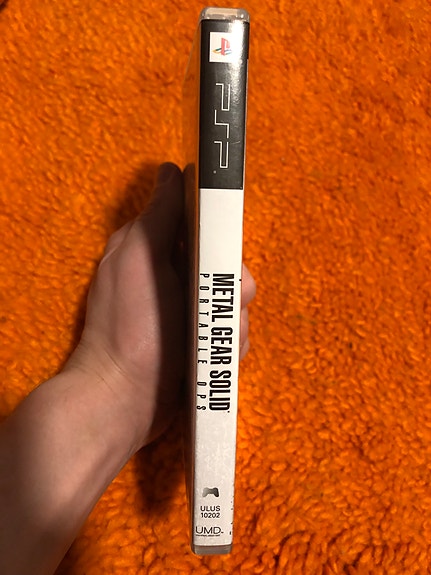 PSP
METAL GEAR SOLID
PORTABLE OPS
ULUS
10202
UMD